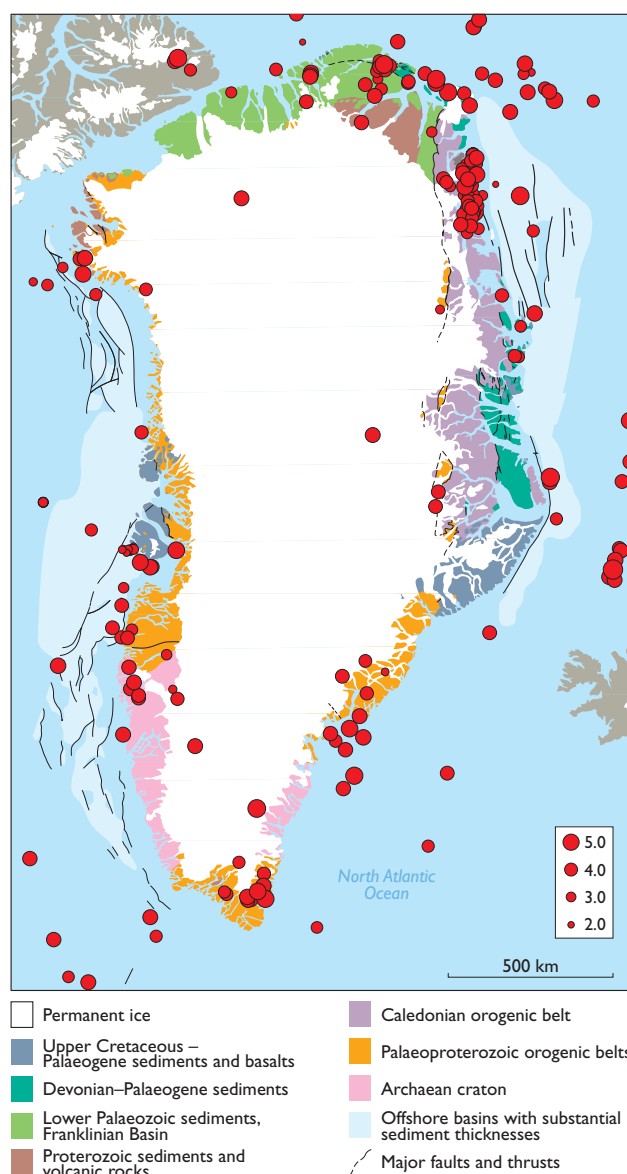 North Atlantic
Ocean
5.0
4.0
3.0
2.0
500 km
Permanent ice
Upper Cretaceous –
Palaeogene sediments and basalts
Devonian–Palaeogene sediments
Lower Palaeozoic sediments,
Franklinian Basin
Proterozoic sediments and
volcanic rocks
Caledonian orogenic belt
Palaeoproterozoic orogenic belts
Archaean craton
Offshore basins with substantial
sediment thicknesses
Major faults and thrusts